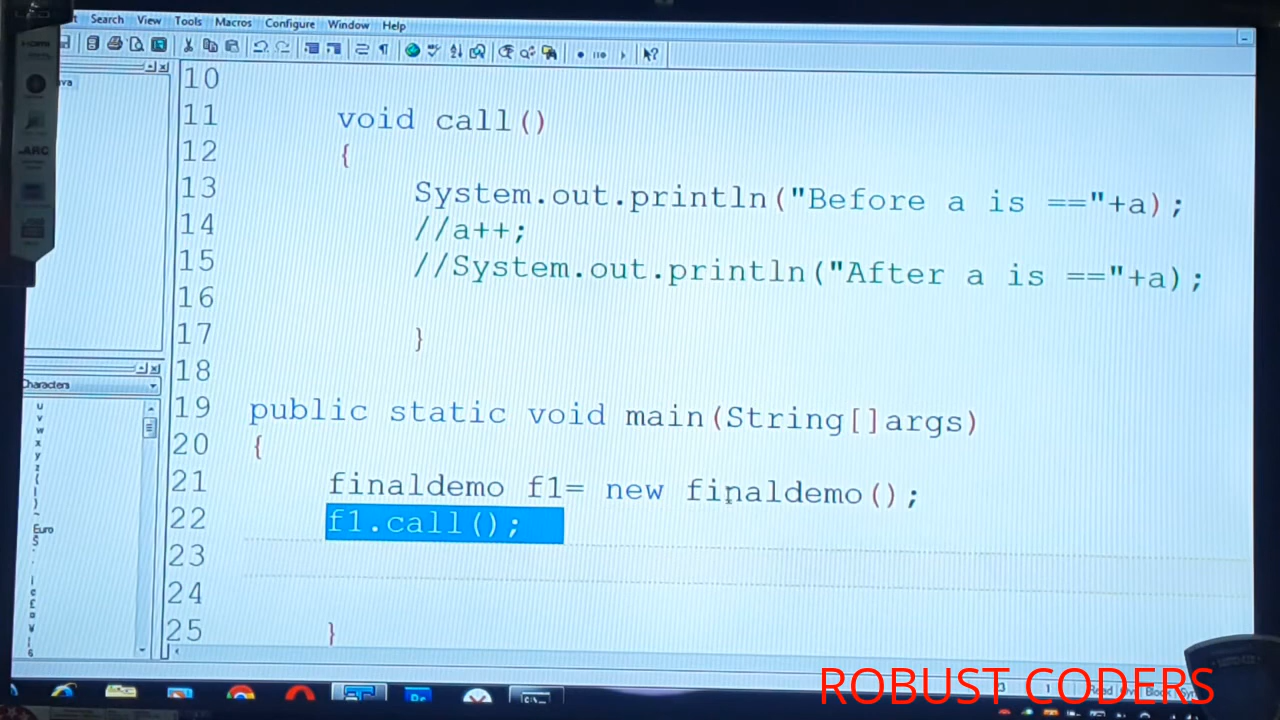 Search View Tools Macros Configure Window Help
10
11 void call()
12 {
13 System.out.println("Before a is =="+a);
14 //a++;
15 //System.out.println("After a is =="+a);
16
17 }
18
19 public static void main(String[]args)
20 {
21 finaldemo f1= new finaldemo();
22 f1.call();
23
24
25 }
Characters
u
v
w
x
y
z
{
|
}
~
Euro
ROBUST CODERS